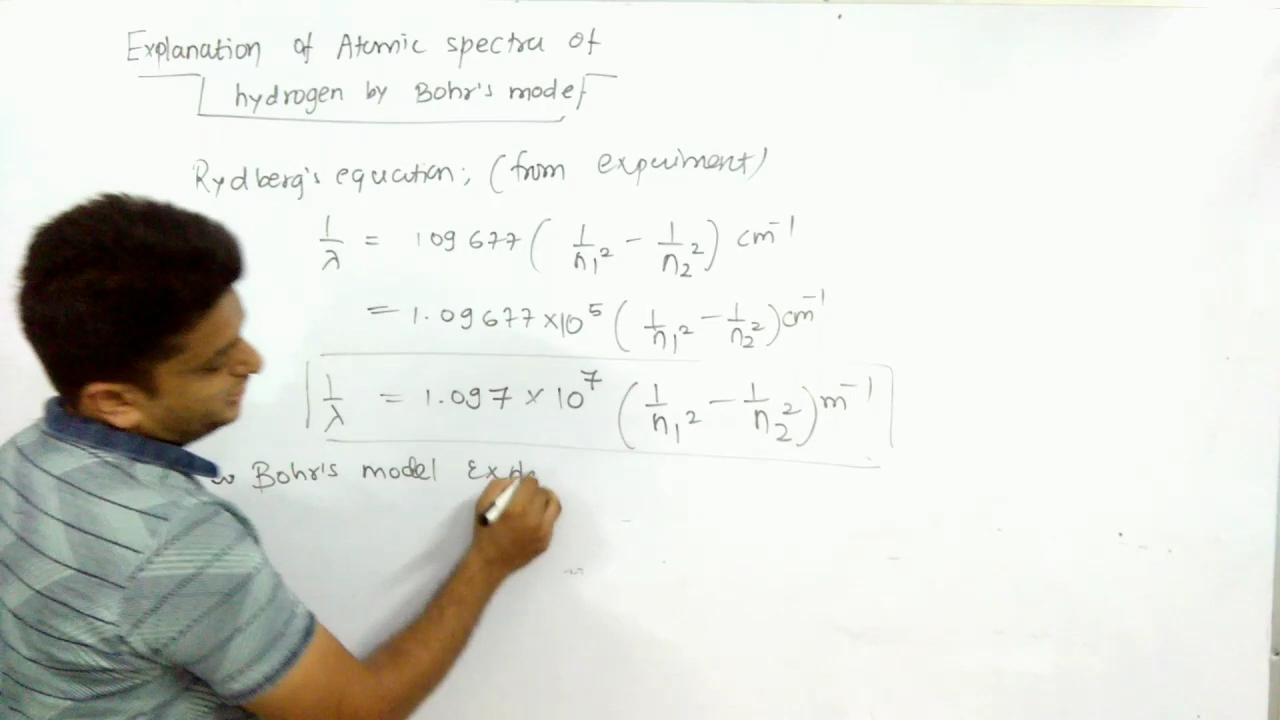 Explanation of Atomic spectra of
hydrogen by Bohr's model
Rydberg's equation; (from experiment)
1/λ = 109677 ( 1/n₁² − 1/n₂² ) cm⁻¹
= 1.09677×10⁵ ( 1/n₁² − 1/n₂² ) cm⁻¹
1/λ = 1.097 × 10⁷ ( 1/n₁² − 1/n₂² ) m⁻¹
Bohr's model